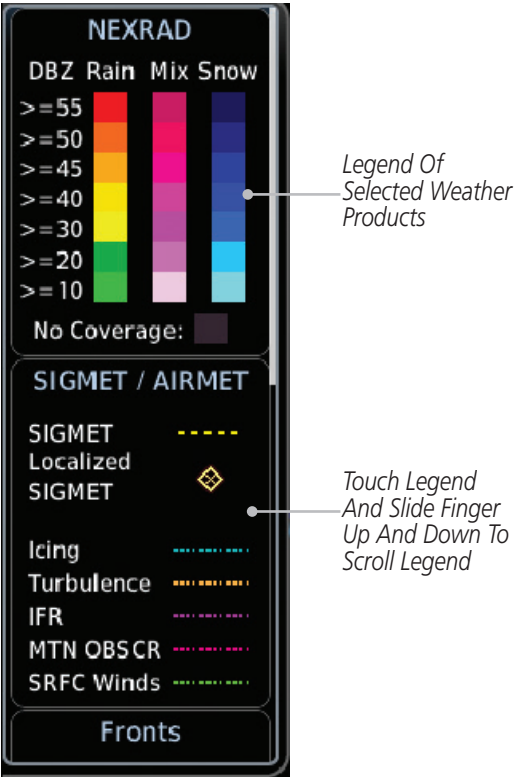 NEXRAD
DBZ Rain Mix Snow
>=55
>=50
>=45
>=40
>=30
>=20
>=10
No Coverage:
SIGMET / AIRMET
SIGMET
Localized
SIGMET
Icing
Turbulence
IFR
MTN OBSCR
SRFC Winds
Fronts
Legend Of
Selected Weather
Products
Touch Legend
And Slide Finger
Up And Down To
Scroll Legend